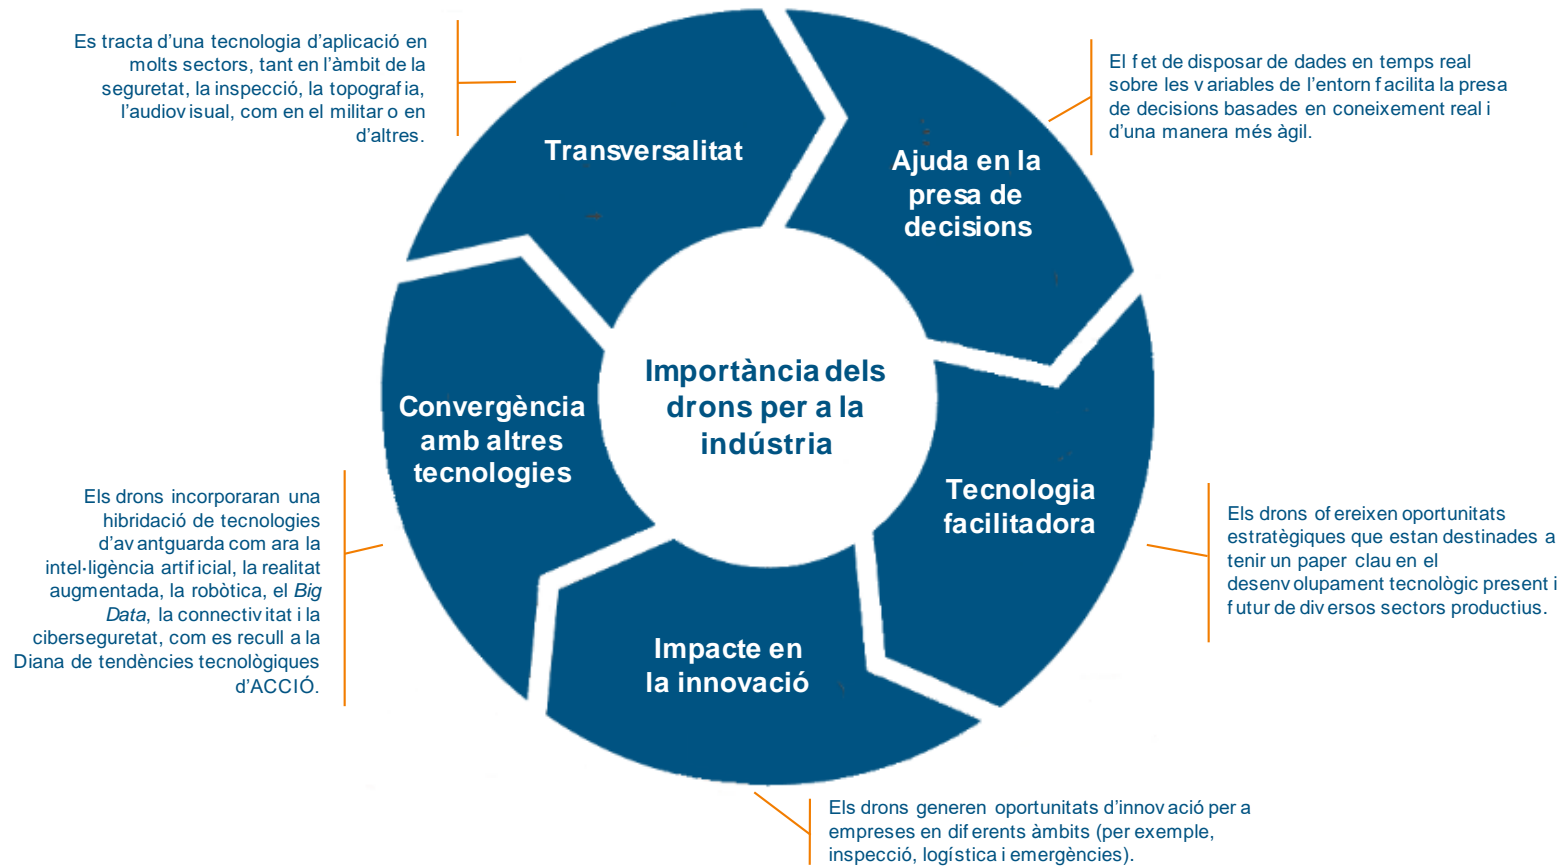 Es tracta d'una tecnologia d'aplicació en
molts sectors, tant en l'àmbit de la
seguretat, la inspecció, la topografia,
l'audiovisual, com en el militar o en
d'altres.
Transversalitat
El fet de disposar de dades en temps real
sobre les variables de l'entorn facilita la presa
de decisions basades en coneixement real i
d'una manera més àgil.
Ajuda en la
presa de
decisions
Importància dels
drons per a la
indústria
Convergència
amb altres
tecnologies
Els drons incorporaran una
hibridació de tecnologies
d'avantguarda com ara la
intel·ligència artificial, la realitat
augmentada, la robòtica, el Big
Data, la connectivitat i la
ciberseguretat, com es recull a la
Diana de tendències tecnològiques
d'ACCIÓ.
Tecnologia
facilitadora
Els drons ofereixen oportunitats
estratègiques que estan destinades a
tenir un paper clau en el
desenvolupament tecnològic present i
futur de diversos sectors productius.
Impacte en
la innovació
Els drons generen oportunitats d'innovació per a
empreses en diferents àmbits (per exemple,
inspecció, logística i emergències).